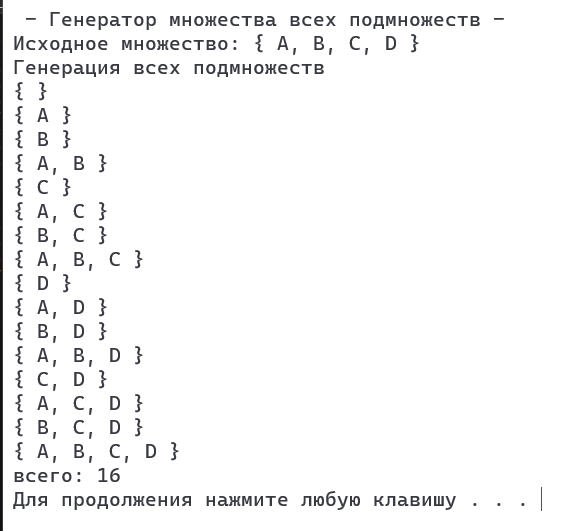 – Генератор множества всех подмножеств –
Исходное множество: { A, B, C, D }
Генерация всех подмножеств
{ }
{ A }
{ B }
{ A, B }
{ C }
{ A, C }
{ B, C }
{ A, B, C }
{ D }
{ A, D }
{ B, D }
{ A, B, D }
{ C, D }
{ A, C, D }
{ B, C, D }
{ A, B, C, D }
всего: 16
Для продолжения нажмите любую клавишу . . .